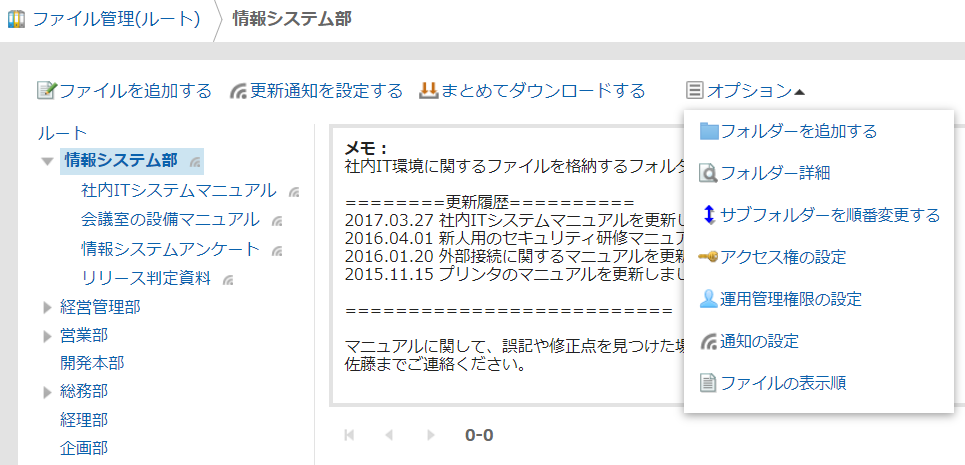 ファイル管理(ルート)
情報システム部
ファイルを追加する
更新通知を設定する
まとめてダウンロードする
オプション
ルート
情報システム部
社内ITシステムマニュアル
会議室の設備マニュアル
情報システムアンケート
リリース判定資料
経営管理部
営業部
開発本部
総務部
経理部
企画部
メモ：
社内IT環境に関するファイルを格納するフォルダ
========更新履歴==========
2017.03.27 社内ITシステムマニュアルを更新し
2016.04.01 新人用のセキュリティ研修マニュア
2016.01.20 外部接続に関するマニュアルを更新
2015.11.15 プリンタのマニュアルを更新しまし
==========================
マニュアルに関して、誤記や修正点を見つけた場
佐藤までご連絡ください。
0-0
フォルダーを追加する
フォルダー詳細
サブフォルダーを順番変更する
アクセス権の設定
運用管理権限の設定
通知の設定
ファイルの表示順